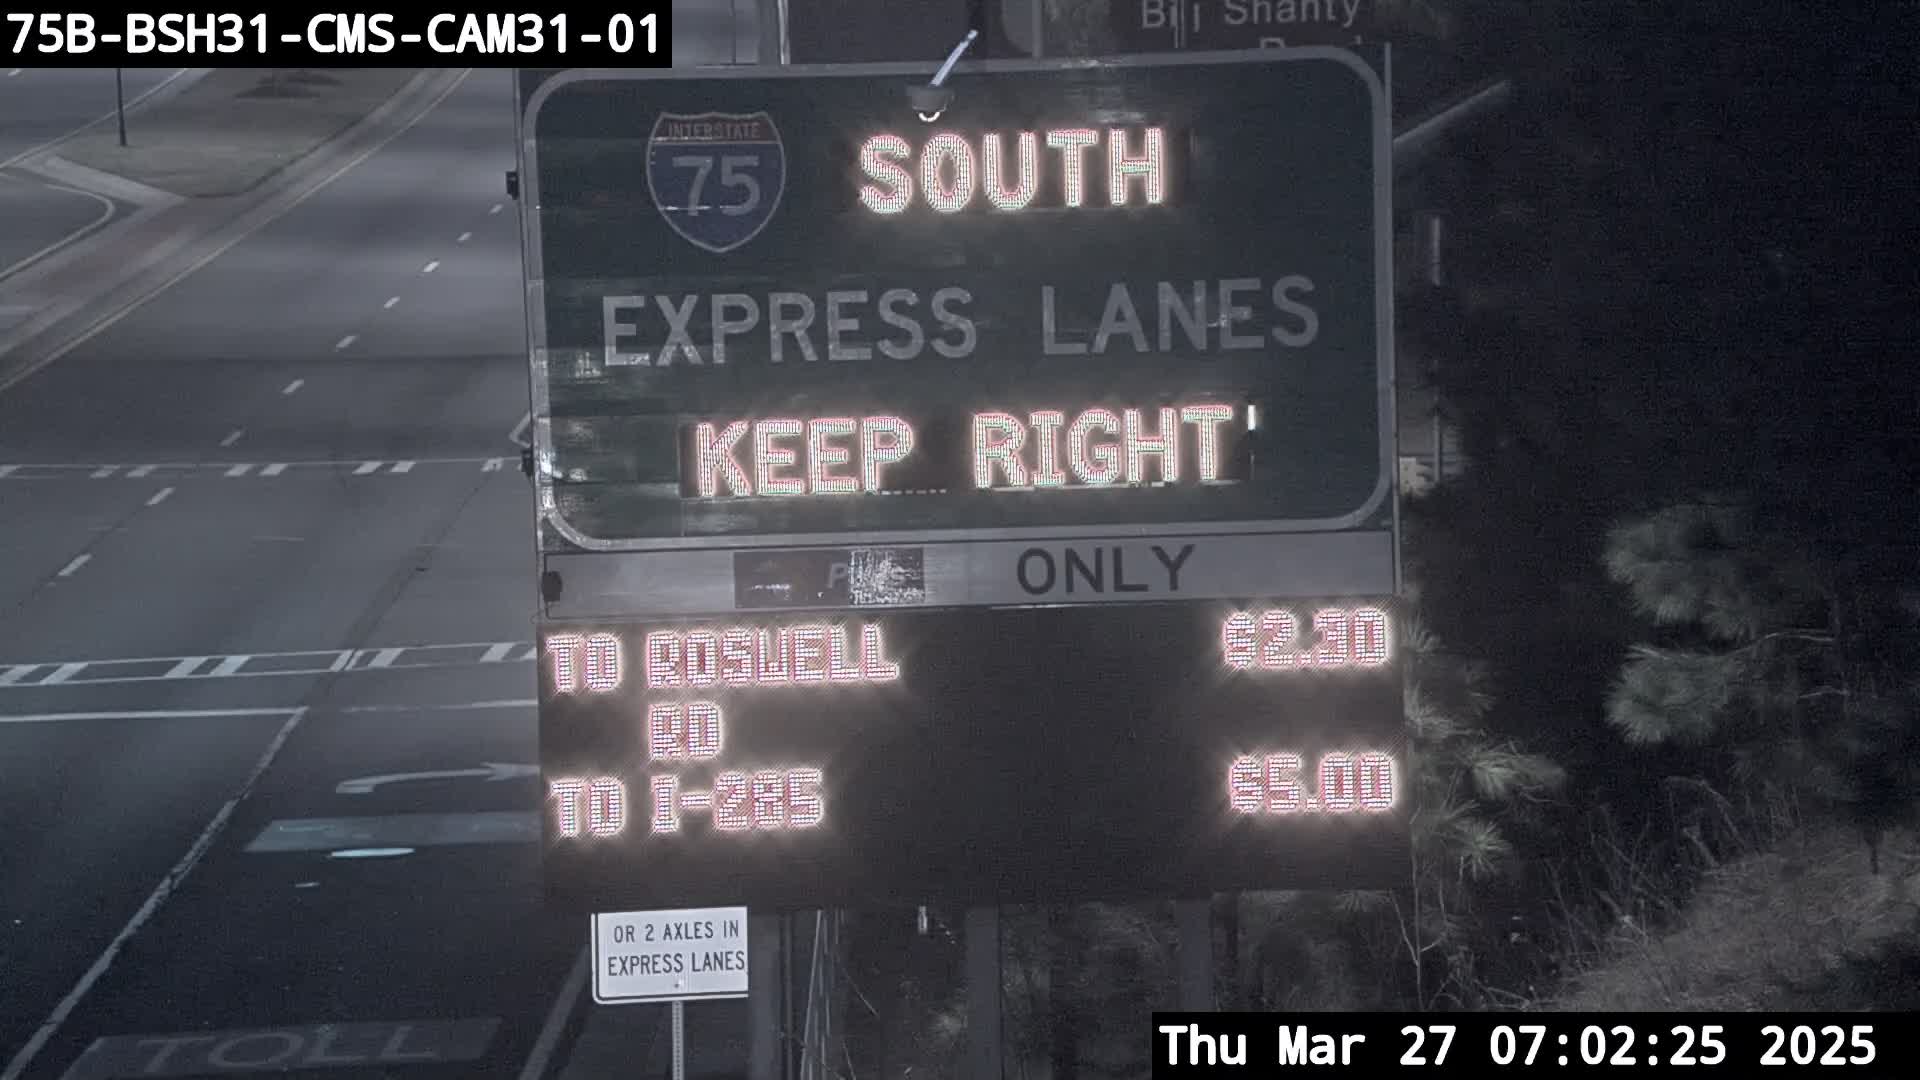 75B-BSH31-CMS-CAM31-01
Shanty
INTERSTATE
75
SOUTH
EXPRESS LANES
KEEP RIGHT
ONLY
TO ROSWELL $2.30
RD
TO I-285 $5.00
OR 2 AXLES IN
EXPRESS LANES
TOLL
Thu Mar 27 07:02:25 2025